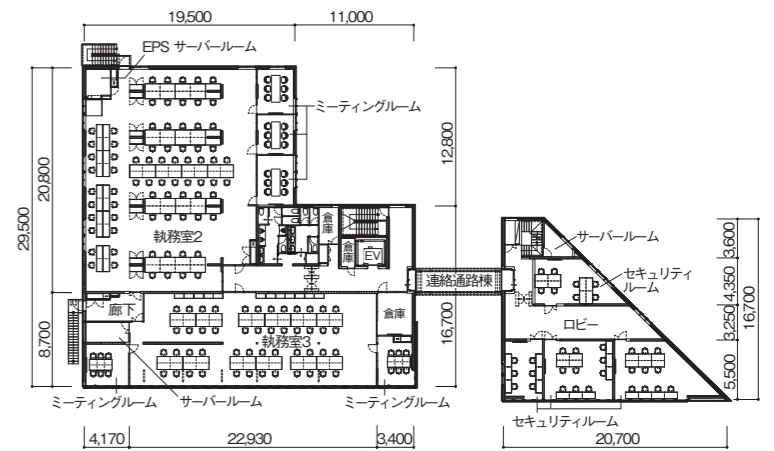 19,500
11,000
EPS サーバールーム
ミーティングルーム
12,800
29,500
20,800
倉庫
執務室2
倉庫
EV
連絡通路棟
サーバールーム
セキュリティ
ルーム
3,600
4,350
16,700
3,250
5,500
ロビー
廊下
倉庫
16,700
8,700
・執務室3・
ミーティングルーム
サーバールーム
ミーティングルーム
セキュリティルーム
4,170
22,930
3,400
20,700